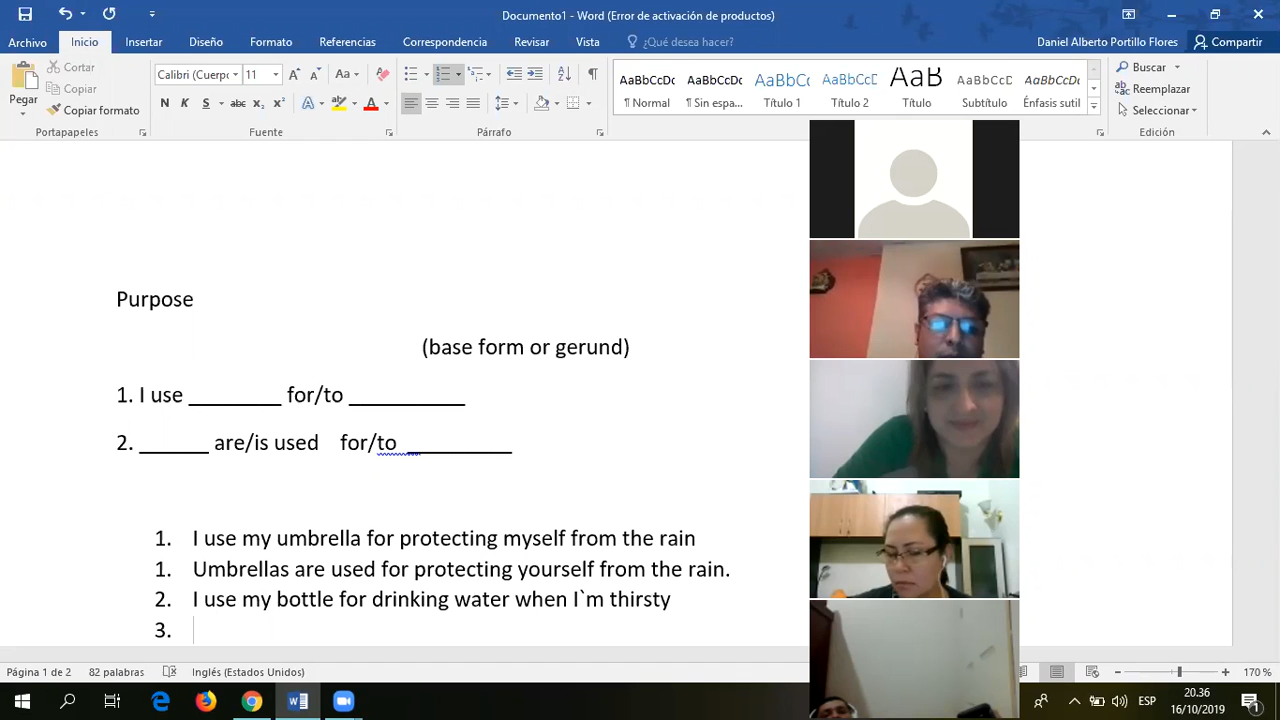 Documento1 - Word (Error de activación de productos)
Archivo Inicio Insertar Diseño Formato Referencias Correspondencia Revisar Vista ¿Qué desea hacer? Daniel Alberto Portillo Flores Compartir
Pegar
Cortar
Copiar
Copiar formato
Portapapeles
Calibri (Cuerpo 11
N K S abc x₂ x²
Fuente
Párrafo
AaBbCcDc AaBbCcDc AaBbCc AaBbCcC AaB AaBbCcD AaBbCcDc
¶ Normal ¶ Sin espa... Título 1 Título 2 Título Subtítulo Énfasis sutil
Buscar
Reemplazar
Seleccionar
Edición
Purpose
(base form or gerund)
1. I use ________ for/to __________
2. ______ are/is used for/to _________
1. I use my umbrella for protecting myself from the rain
1. Umbrellas are used for protecting yourself from the rain.
2. I use my bottle for drinking water when I`m thirsty
3.
Página 1 de 2 82 palabras Inglés (Estados Unidos) 170 %
ESP
20.36
16/10/2019